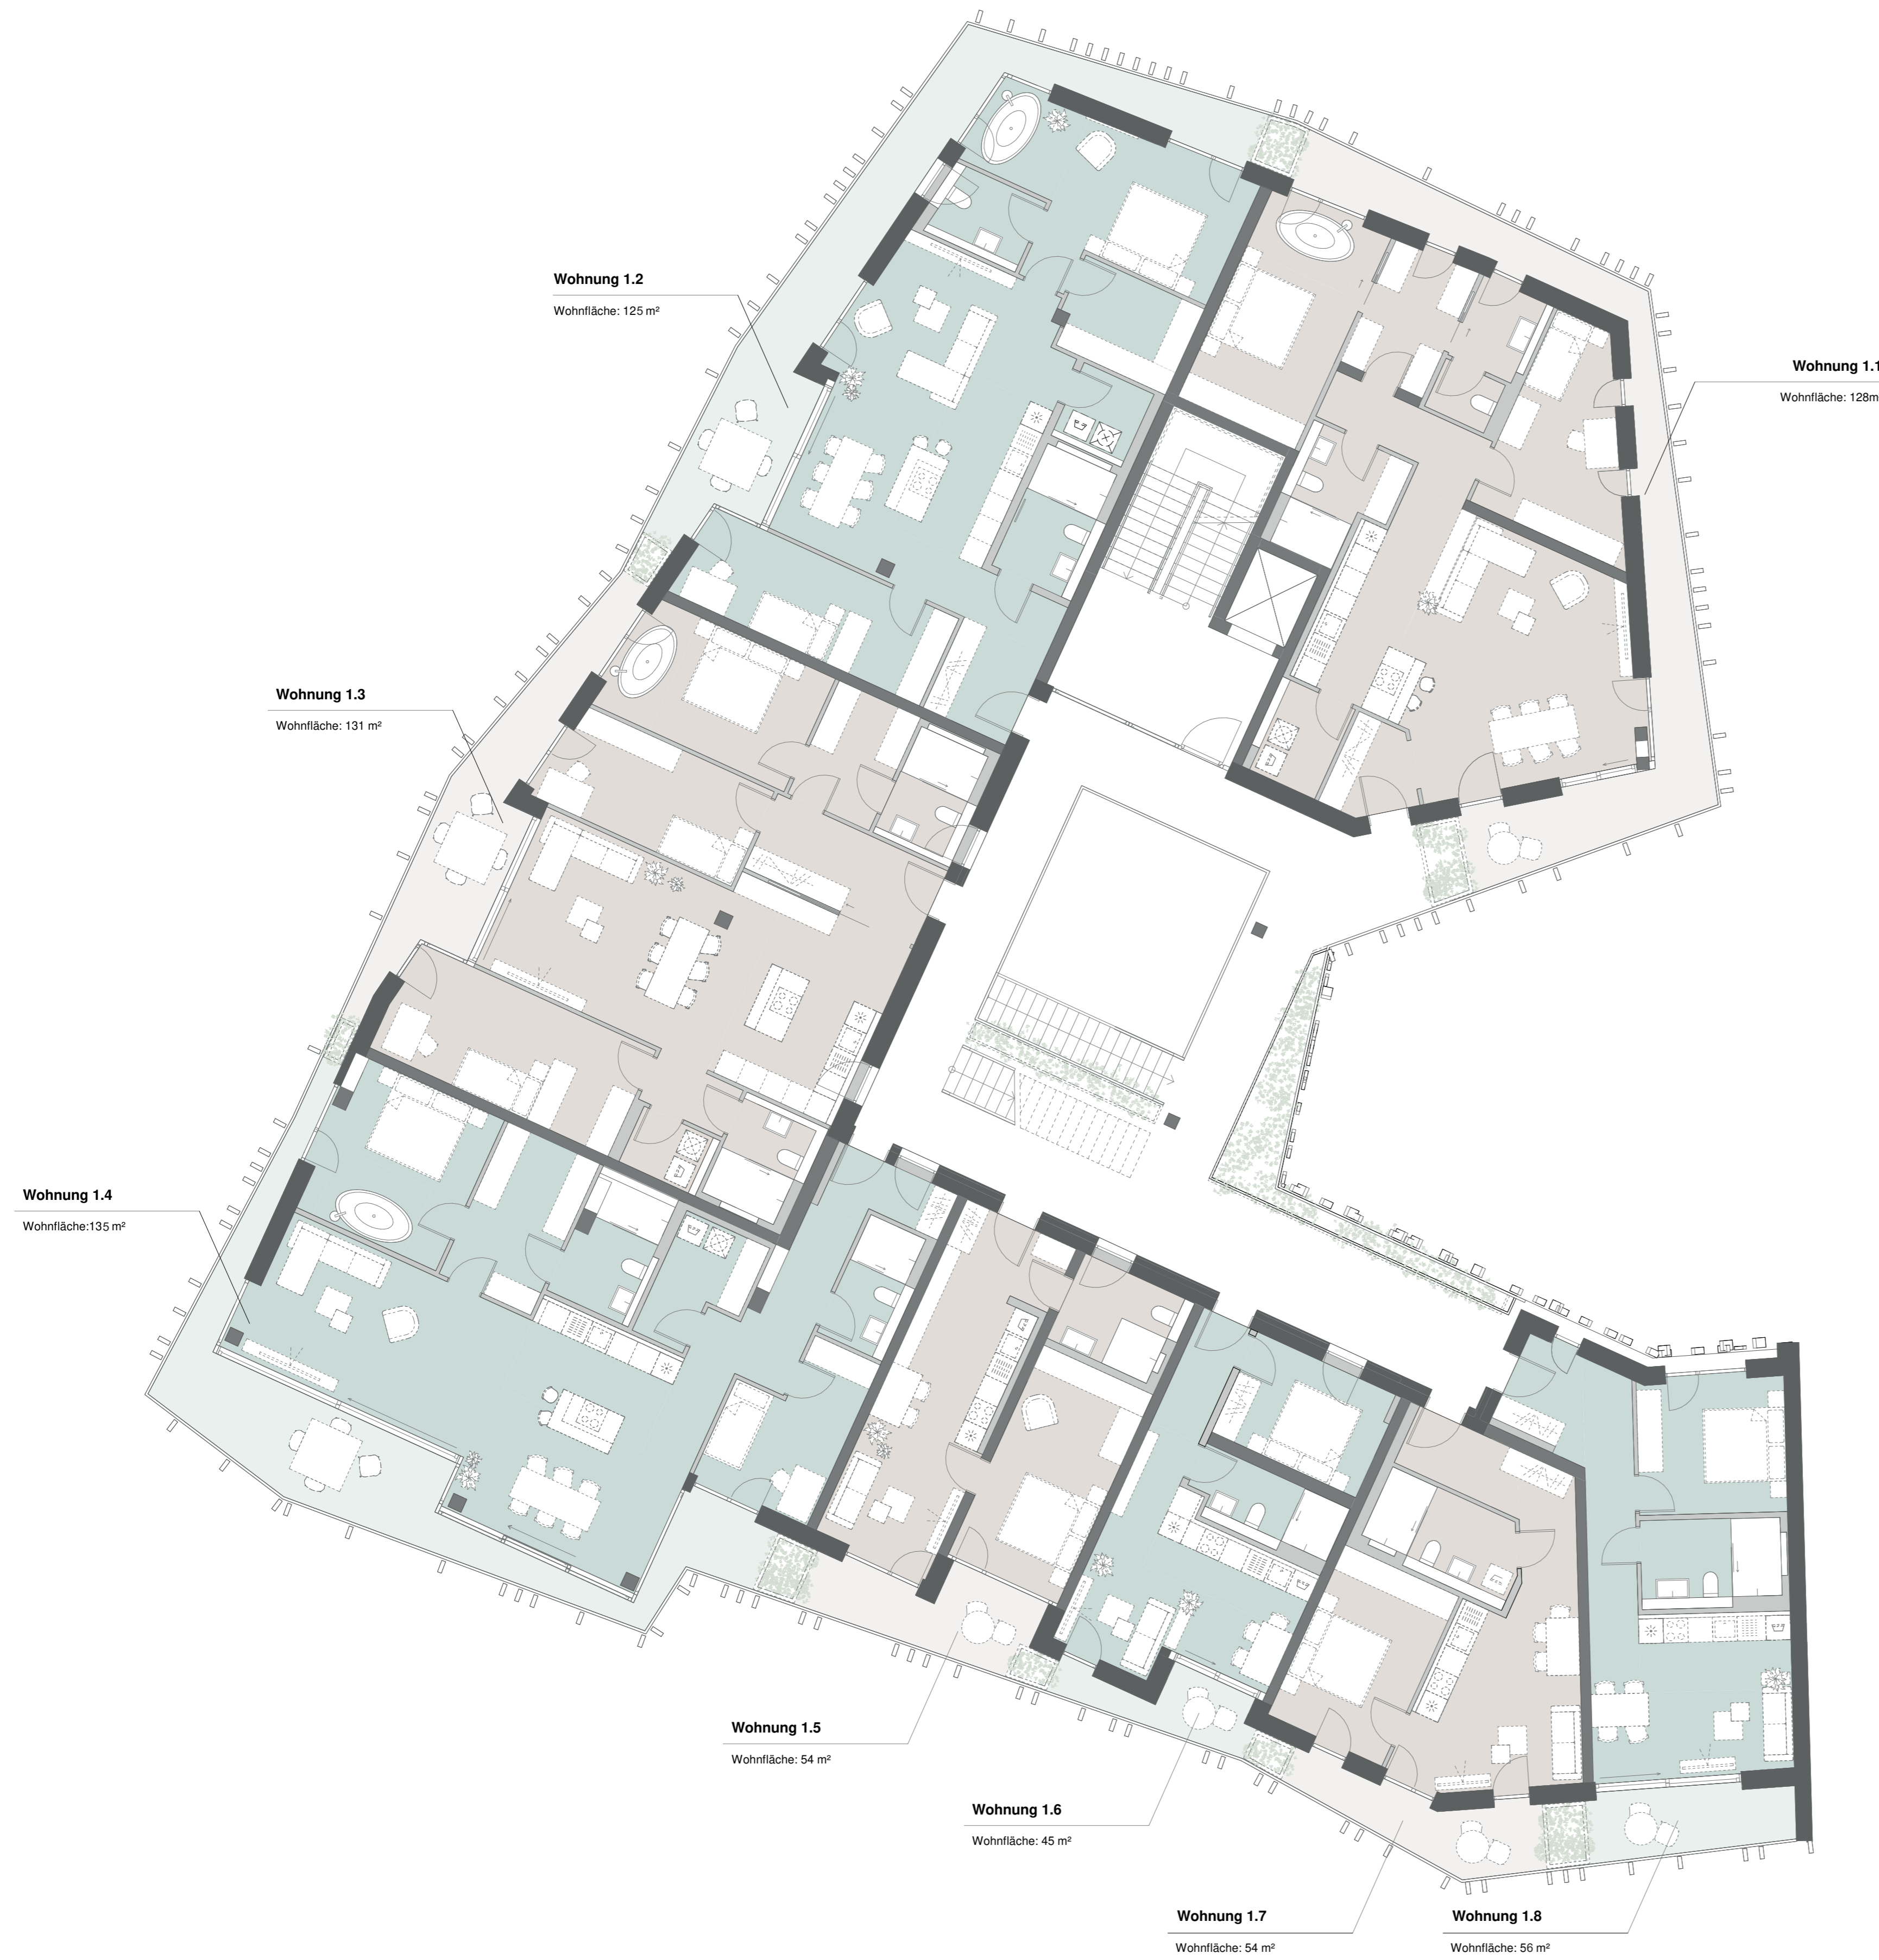 Wohnung 1.2
Wohnfläche: 125 m²
Wohnung 1.1
Wohnfläche: 128m
Wohnung 1.3
Wohnfläche: 131 m²
Wohnung 1.4
Wohnfläche:135 m²
Wohnung 1.5
Wohnfläche: 54 m²
Wohnung 1.6
Wohnfläche: 45 m²
Wohnung 1.7
Wohnfläche: 54 m²
Wohnung 1.8
Wohnfläche: 56 m²